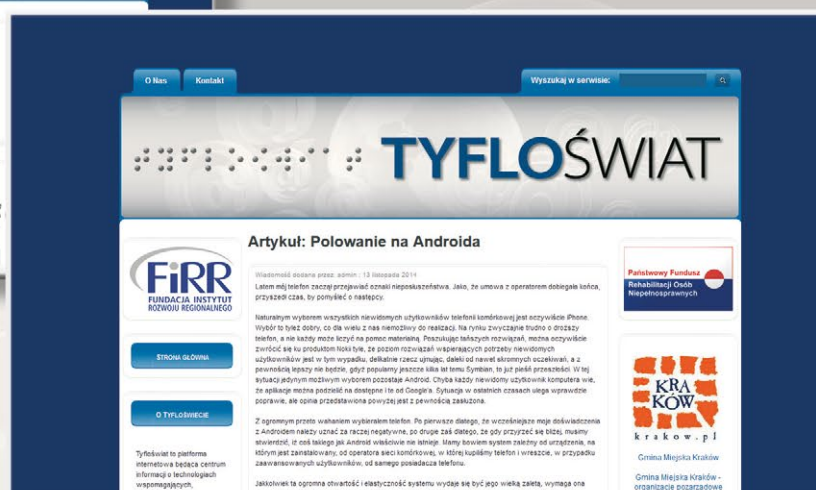 O Nas
Kontakt
Wyszukaj w serwisie:
TYFLOŚWIAT
Artykuł: Polowanie na Androida
FIRR
FUNDACJA INSTYTUT
ROZWOJU REGIONALNEGO
STRONA GŁÓWNA
O TYFLOŚWIECIE
Tyfloświat to platforma
internetowa będąca centrum
informacji o technologiach
wspomagających,
Wiadomość dodana przez: admin : 13 listopada 2014
Latem mój telefon zaczął przejawiać oznaki nieposłuszeństwa. Jako, że umowa z operatorem dobiegała końca,
przyszedł czas, by pomyśleć o następcy.
Naturalnym wyborem wszystkich niewidomych użytkowników telefonii komórkowej jest oczywiście iPhone.
Wybór to tyleż dobry, co dla wielu z nas niemożliwy do realizacji. Na rynku zwyczajnie trudno o droższy
telefon, a nie każdy może liczyć na pomoc materialną. Poszukując tańszych rozwiązań, można oczywiście
zwrócić się ku produktom Nokii tyle, że poziom rozwiązań wspierających potrzeby niewidomych
użytkowników jest w tym wypadku, delikatnie rzecz ujmując, daleki od nawet skromnych oczekiwań, a z
pewnością lepszy nie będzie, gdyż popularny jeszcze kilka lat temu Symbian, to już pieśń przeszłości. W tej
sytuacji jedynym możliwym wyborem pozostaje Android. Chyba każdy niewidomy użytkownik komputera wie,
że aplikacje można podzielić na dostępne i te od Google'a. Sytuacja w ostatnich czasach ulega wprawdzie
poprawie, ale opinia przedstawiona powyżej jest z pewnością zasłużona.
Z ogromnym przeto wahaniem wybierałem telefon. Po pierwsze dlatego, że wcześniejsze moje doświadczenia
z Androidem należy uznać za raczej negatywne, po drugie zaś dlatego, że gdy przyjrzeć się bliżej, musimy
stwierdzić, iż coś takiego jak Android właściwie nie istnieje. Mamy bowiem system zależny od urządzenia, na
którym jest zainstalowany, od operatora sieci komórkowej, w której kupiliśmy telefon i wreszcie, w przypadku
zaawansowanych użytkowników, od samego posiadacza telefonu.
Jakkolwiek ta ogromna otwartość i elastyczność systemu wydaje się być jego wielką zaletą, wymaga ona
Państwowy Fundusz
Rehabilitacji Osób
Niepełnosprawnych
KRA
KÓW
krakow.pl
Gmina Miejska Kraków
Gmina Miejska Kraków -
organizacje pozarządowe